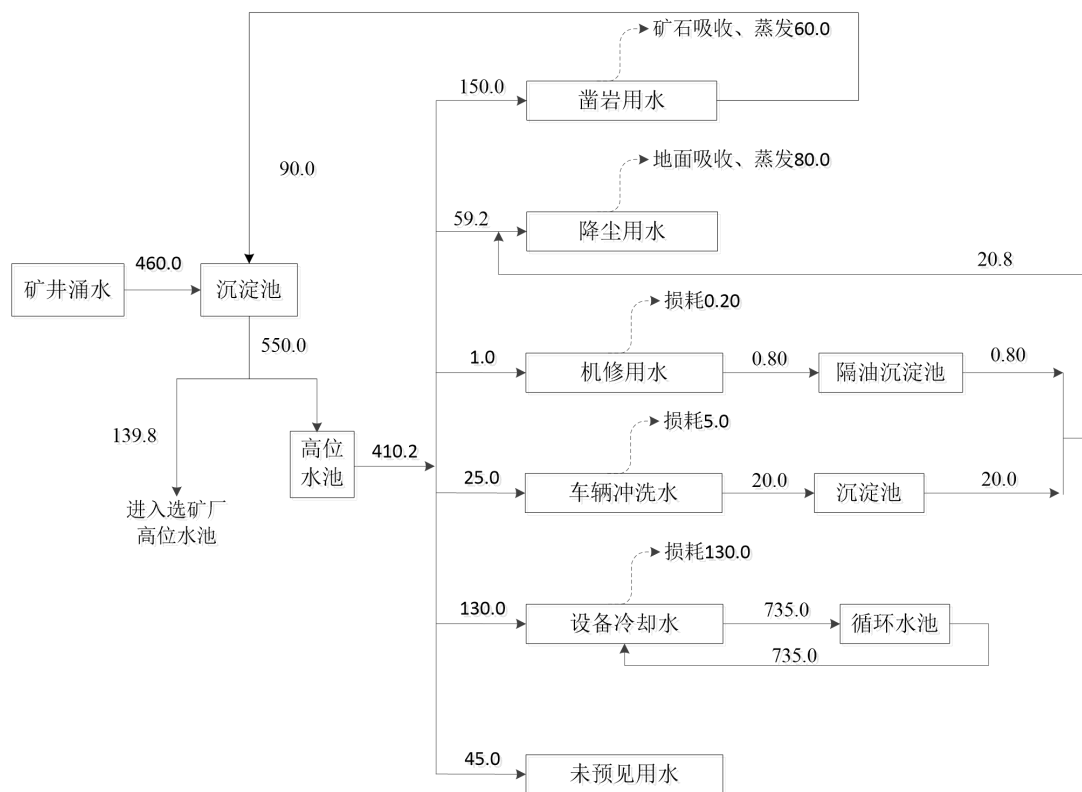 矿石吸收、蒸发60.0
150.0
凿岩用水
90.0
地面吸收、蒸发80.0
59.2
降尘用水
20.8
460.0
矿井涌水
沉淀池
550.0
损耗0.20
1.0
机修用水
0.80
隔油沉淀池
0.80
139.8
高位
水池
410.2
进入选矿厂
高位水池
损耗5.0
25.0
车辆冲洗水
20.0
沉淀池
20.0
损耗130.0
130.0
设备冷却水
735.0
循环水池
735.0
45.0
未预见用水